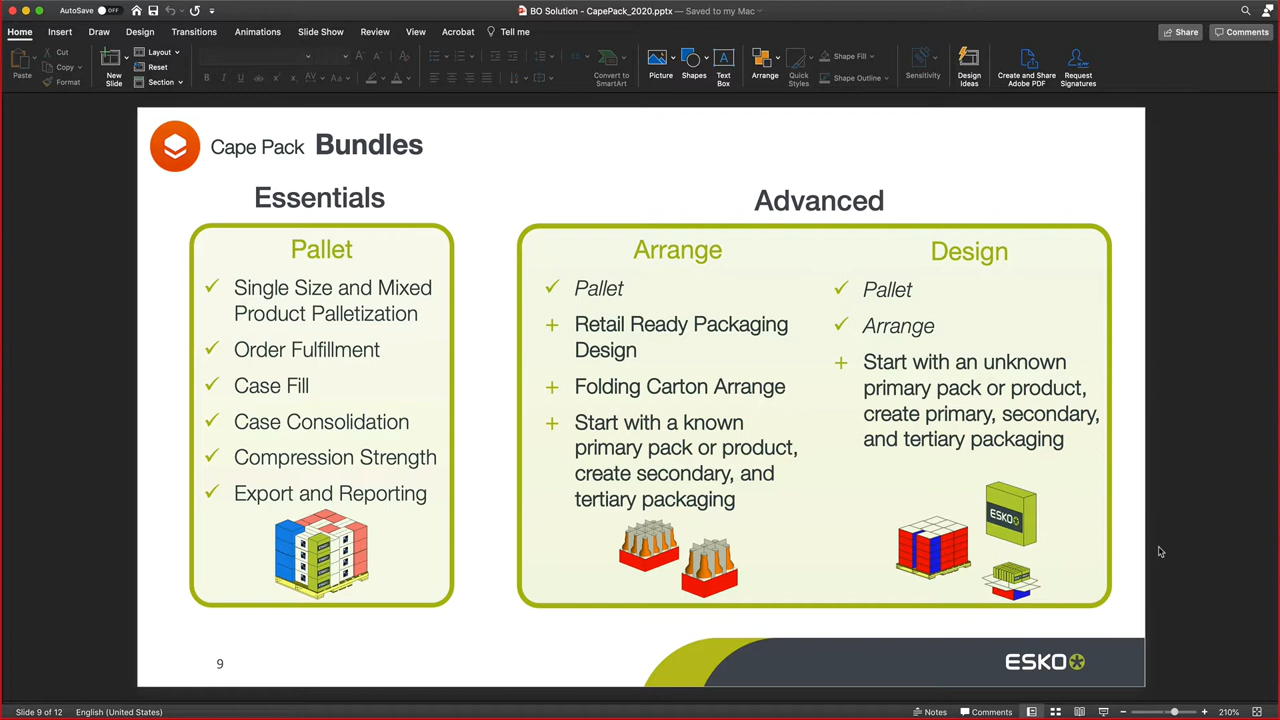 AutoSave OFF
BO Solution - CapePack_2020.pptx — Saved to my Mac
Home Insert Draw Design Transitions Animations Slide Show Review View Acrobat Tell me
Share Comments
Paste
Cut
Copy
Format
New Slide
Layout
Reset
Section
Convert to SmartArt
Picture
Shapes
Text Box
Arrange
Quick Styles
Shape Fill
Shape Outline
Sensitivity
Design Ideas
Create and Share Adobe PDF
Request Signatures
Cape Pack Bundles
Essentials
Pallet
Single Size and Mixed
Product Palletization
Order Fulfillment
Case Fill
Case Consolidation
Compression Strength
Export and Reporting
Advanced
Arrange
Pallet
Retail Ready Packaging
Design
Folding Carton Arrange
Start with a known
primary pack or product,
create secondary, and
tertiary packaging
Design
Pallet
Arrange
Start with an unknown
primary pack or product,
create primary, secondary,
and tertiary packaging
ESKO
9
ESKO
Slide 9 of 12 English (United States)
Notes Comments 210%